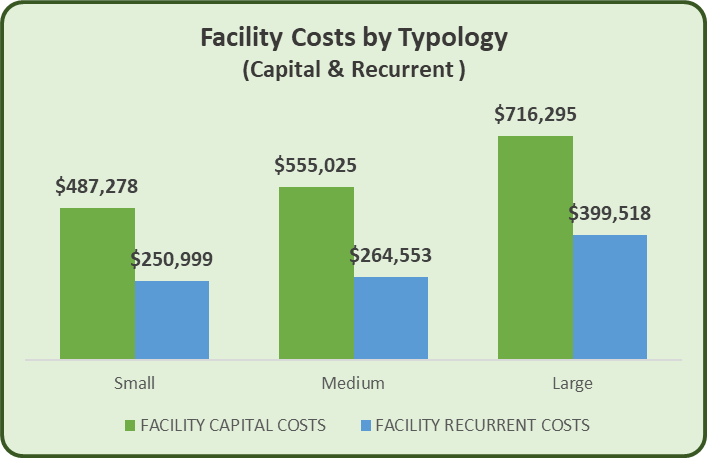 Facility Costs by Typology
(Capital & Recurrent )
$716,295
$555,025
$487,278
$399,518
$250,999
$264,553
Small
Medium
Large
FACILITY CAPITAL COSTS
FACILITY RECURRENT COSTS